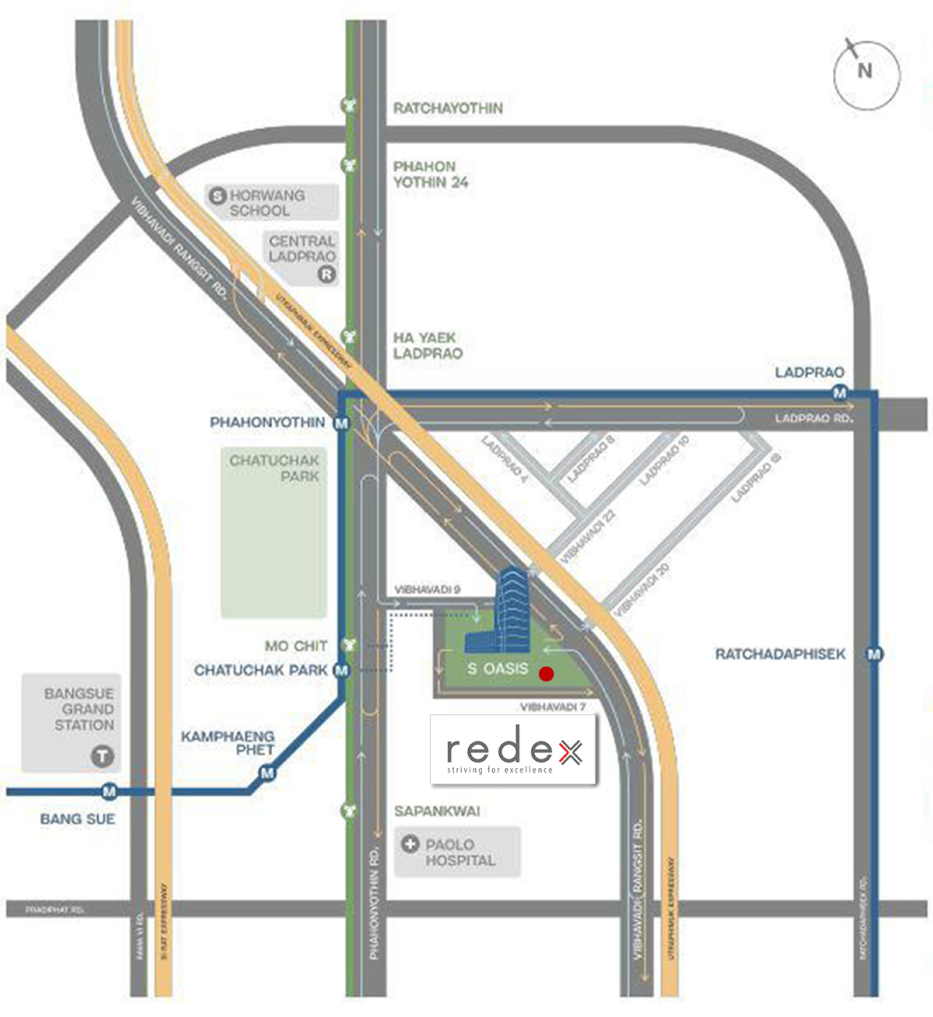 N
RATCHAYOTHIN
PHAHON
YOTHIN 24
S HORWANG
SCHOOL
CENTRAL
LADPRAO
R
VIBHAVADI RANGSIT RD.
UTRAPHIMUK EXPRESSWAY
HA YAEK
LADPRAO
LADPRAO
M
LADPRAO RD.
PHAHONYOTHIN M
CHATUCHAK
PARK
LADPRAO 4
LADPRAO 8
LADPRAO 10
LADPRAO 18
VIBHAVADI 22
VIBHAVADI 20
VIBHAVADI 9
MO CHIT
CHATUCHAK PARK M
S OASIS
RATCHADAPHISEK M
VIBHAVADI 7
BANGSUE
GRAND
STATION
T
KAMPHAENG
PHET
M
redex
striving for excellence
M
BANG SUE
SAPANKWAI
PAOLO
HOSPITAL
PHAHONYOTHIN RD.
VIBHAVADI RANGSIT RD.
UTRAPHIMUK EXPRESSWAY
RATCHADAPHISEK RD.
PRADIPHAT RD.
RAMA VI RD.
SI RAT EXPRESSWAY